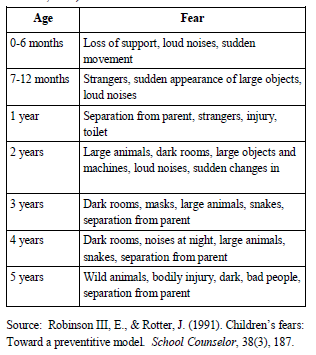 Age Fear
0-6 months Loss of support, loud noises, sudden
movement
7-12 months Strangers, sudden appearance of large objects,
loud noises
1 year Separation from parent, strangers, injury,
toilet
2 years Large animals, dark rooms, large objects and
machines, loud noises, sudden changes in
3 years Dark rooms, masks, large animals, snakes,
separation from parent
4 years Dark rooms, noises at night, large animals,
snakes, separation from parent
5 years Wild animals, bodily injury, dark, bad people,
separation from parent
Source: Robinson III, E., & Rotter, J. (1991). Children's fears:
Toward a preventitive model. School Counselor, 38(3), 187.